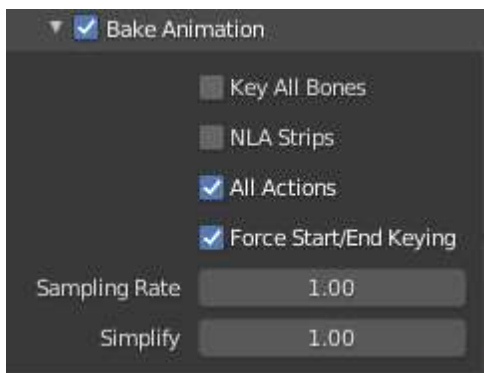 Bake Animation
Key All Bones
NLA Strips
All Actions
Force Start/End Keying
Sampling Rate 1.00
Simplify 1.00